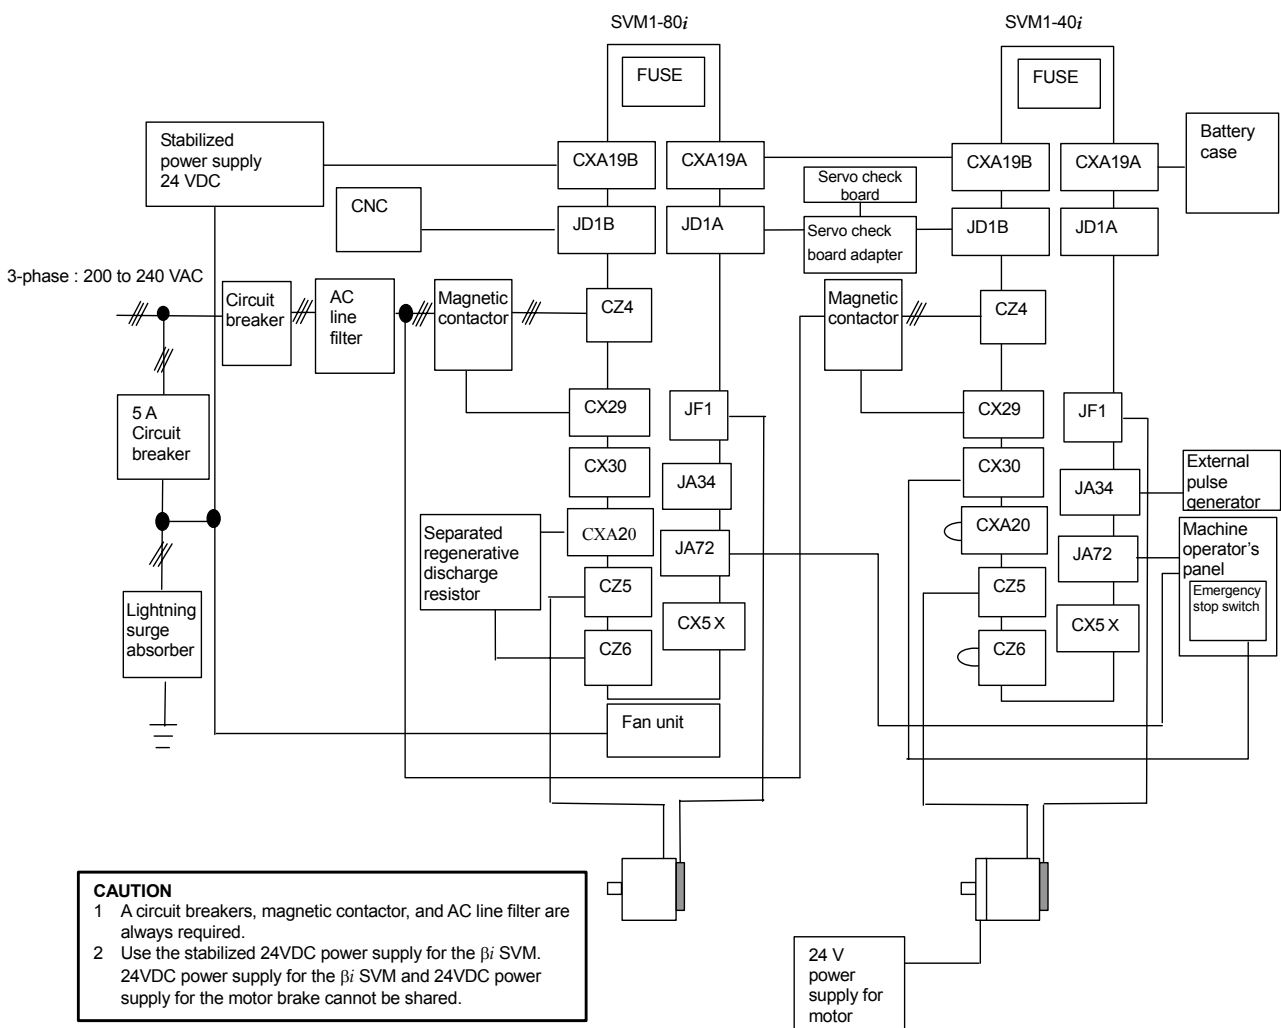 SVM1-80i
SVM1-40i
FUSE
FUSE
Stabilized
power supply
24 VDC
CXA19B
CXA19A
CXA19B
CXA19A
Battery
case
Servo check
board
CNC
JD1B
JD1A
Servo check
board adapter
JD1B
JD1A
3-phase : 200 to 240 VAC
Circuit
breaker
AC
line
filter
Magnetic
contactor
CZ4
Magnetic
contactor
CZ4
5 A
Circuit
breaker
CX29
JF1
CX29
JF1
CX30
JA34
CX30
JA34
External
pulse
generator
Separated
regenerative
discharge
resistor
CXA20
JA72
CXA20
JA72
Machine
operator's
panel
Emergency
stop switch
Lightning
surge
absorber
CZ5
CX5 X
CZ5
CX5 X
CZ6
CZ6
Fan unit
CAUTION
1 A circuit breakers, magnetic contactor, and AC line filter are
always required.
2 Use the stabilized 24VDC power supply for the βi SVM.
24VDC power supply for the βi SVM and 24VDC power
supply for the motor brake cannot be shared.
24 V
power
supply for
motor